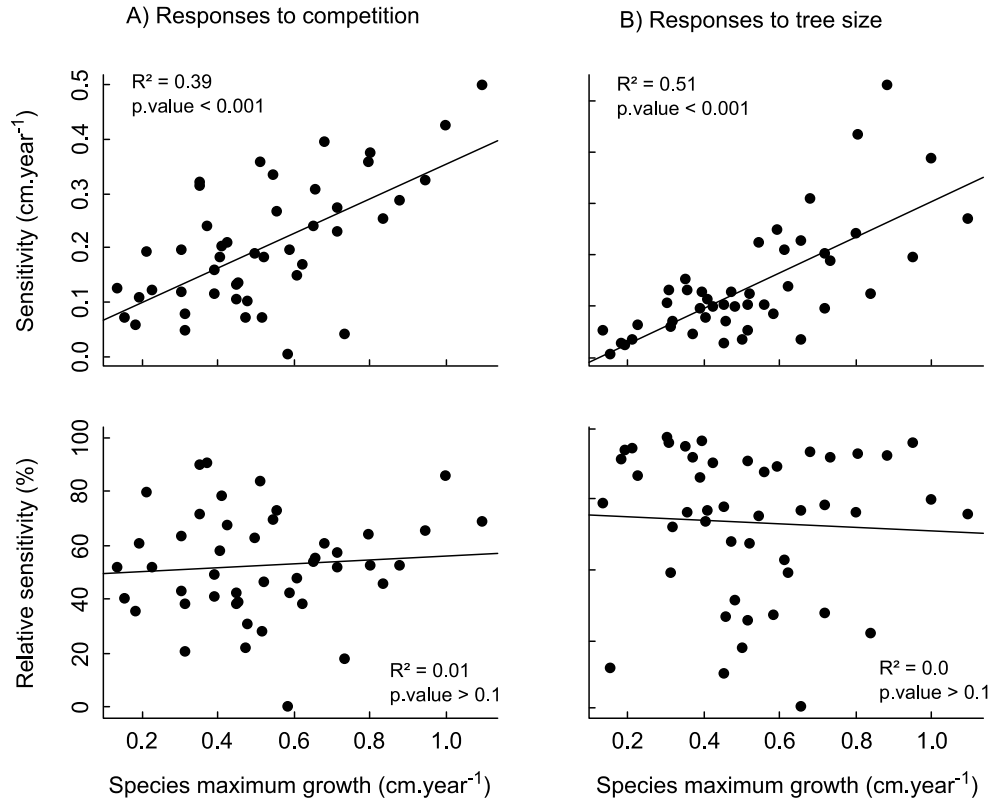 A) Responses to competition
B) Responses to tree size
R² = 0.39
p.value < 0.001
R² = 0.51
p.value < 0.001
Sensitivity (cm.year⁻¹)
0.5
0.4
0.3
0.2
0.1
0.0
Relative sensitivity (%)
100
80
60
40
20
0
R² = 0.01
p.value > 0.1
R² = 0.0
p.value > 0.1
0.2 0.4 0.6 0.8 1.0
0.2 0.4 0.6 0.8 1.0
Species maximum growth (cm.year⁻¹)
Species maximum growth (cm.year⁻¹)